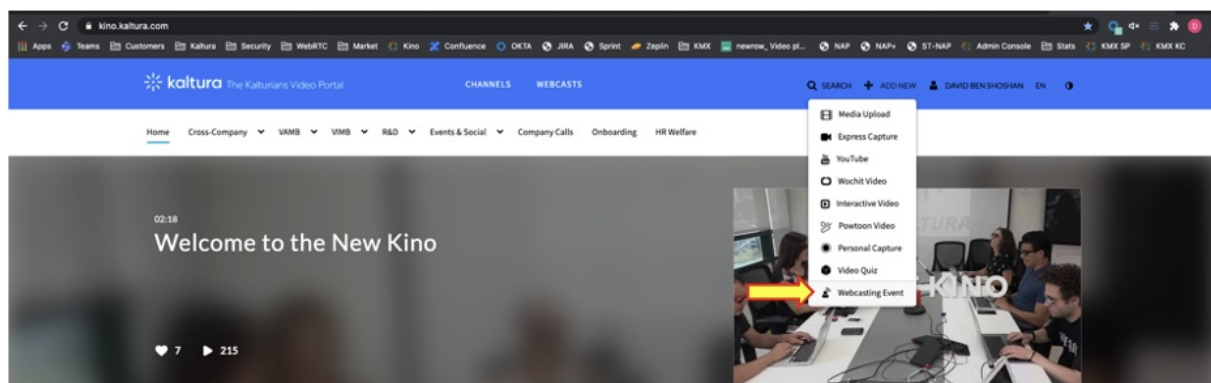 kino.kaltura.com
Apps Teams Customers Kaltura Security WebRTC Market Kino Confluence OKTA JIRA Sprint Zeplin KMX newrow_Video pl... NAP NAP+ ST-NAP Admin Console Stats KMX SP KMX KC
kaltura The Kalturians Video Portal CHANNELS WEBCASTS SEARCH ADD NEW DAVID BEN SHOSHAN EN
Home Cross-Company VAMB VIMB R&D Events & Social Company Calls Onboarding HR Welfare
Media Upload
Express Capture
YouTube
Wochit Video
Interactive Video
Powtoon Video
Personal Capture
Video Quiz
Webcasting Event
02:18
Welcome to the New Kino
7 215
KINO